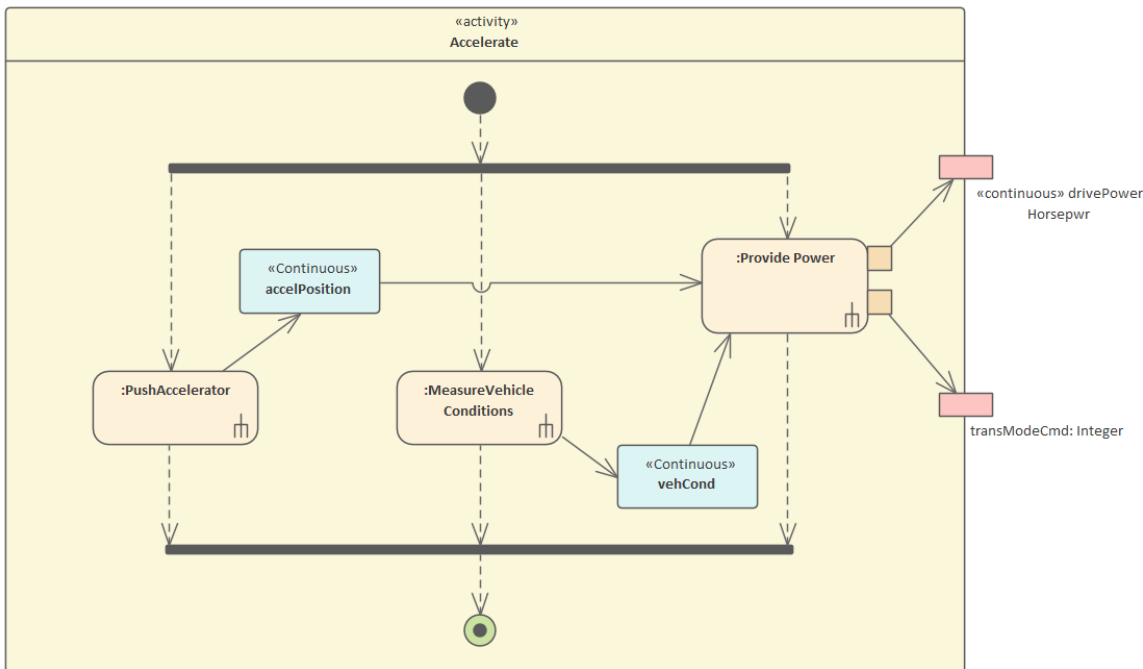 «activity»
Accelerate
«continuous» drivePower
Horsepwr
:Provide Power
«Continuous»
accelPosition
:PushAccelerator
:MeasureVehicle
Conditions
transModeCmd: Integer
«Continuous»
vehCond